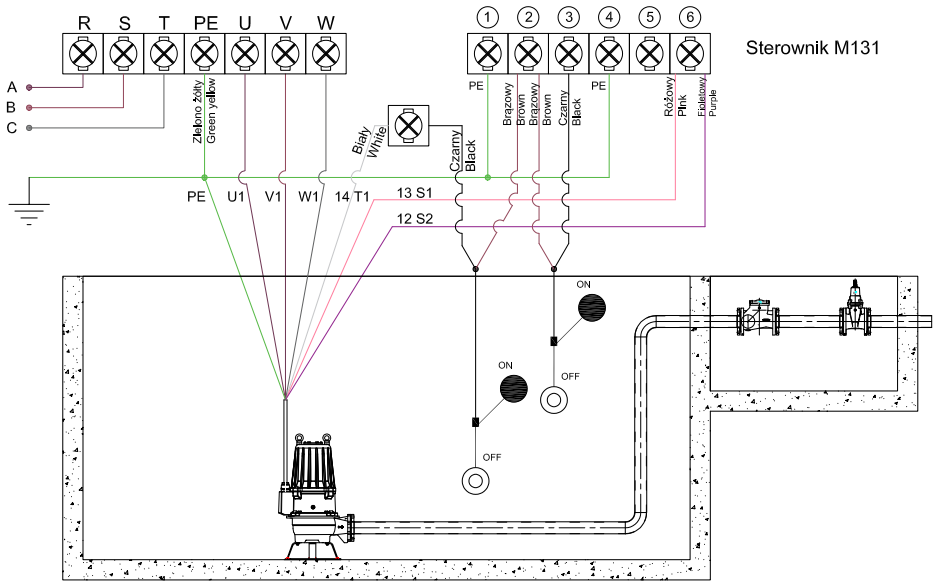 R S T PE U V W
1 2 3 4 5 6
Sterownik M131
A
B
C
Zielono żółty
Green yellow
PE
Brązowy
Brown
Brązowy
Brown
Czarny
Black
PE
Różowy
Pink
Fioletowy
Purple
Biały
White
Czarny
Black
PE U1 V1 W1 14 T1 13 S1
12 S2
ON
ON
OFF
OFF